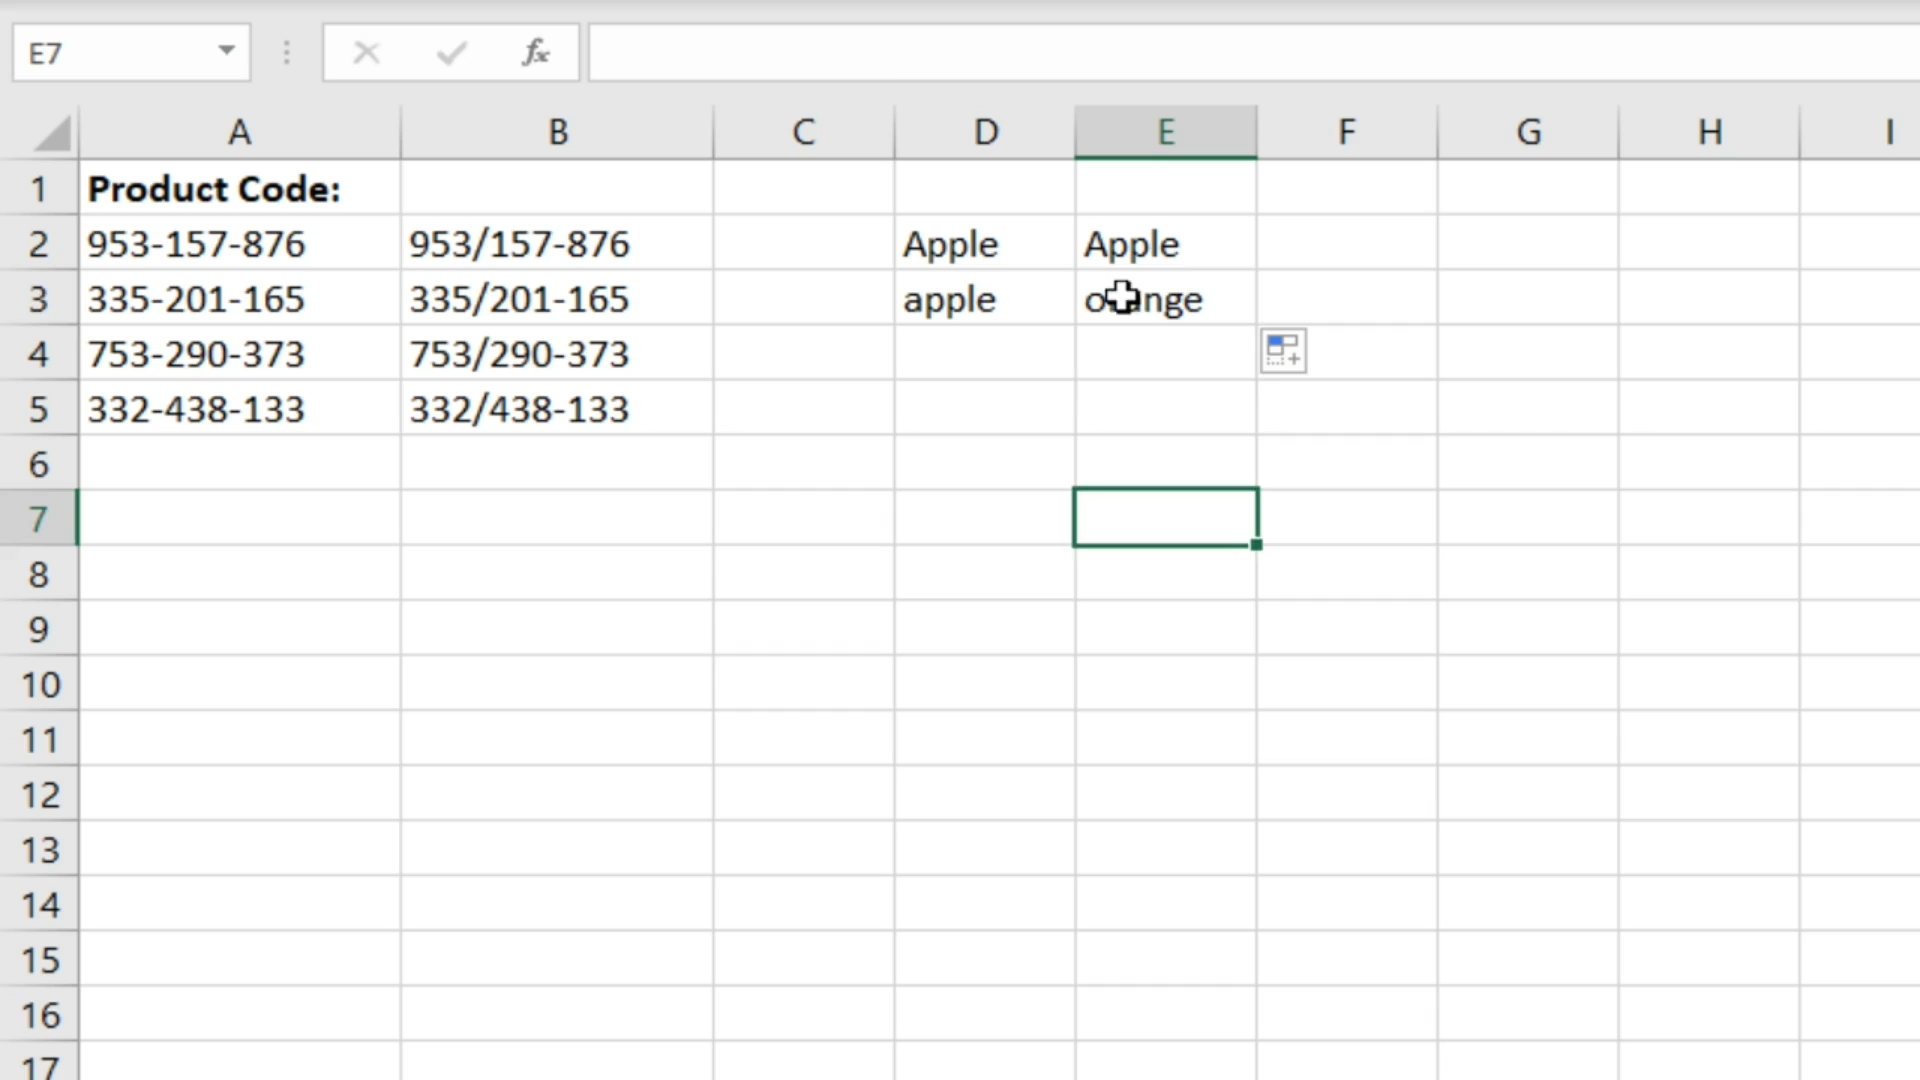 E7
fx
A B C D E F G H I
1 Product Code:
2 953-157-876 953/157-876 Apple Apple
3 335-201-165 335/201-165 apple orange
4 753-290-373 753/290-373
5 332-438-133 332/438-133
6
7
8
9
10
11
12
13
14
15
16
17